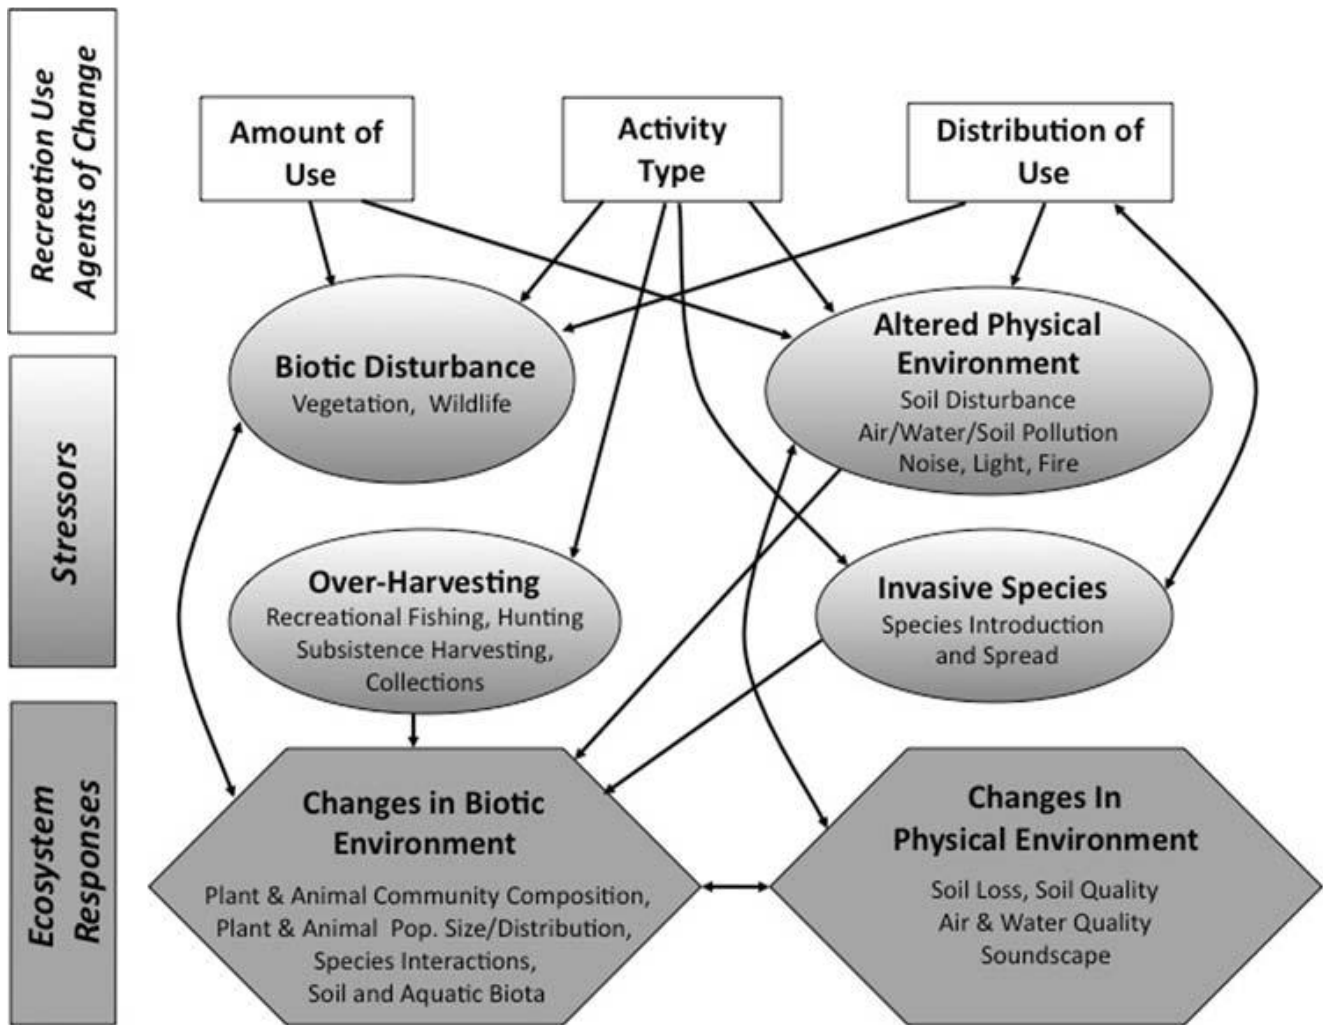 Recreation Use
Agents of Change
Amount of
Use
Activity
Type
Distribution of
Use
Stressors
Biotic Disturbance
Vegetation, Wildlife
Altered Physical
Environment
Soil Disturbance
Air/Water/Soil Pollution
Noise, Light, Fire
Over-Harvesting
Recreational Fishing, Hunting
Subsistence Harvesting,
Collections
Invasive Species
Species Introduction
and Spread
Ecosystem
Responses
Changes in Biotic
Environment
Plant & Animal Community Composition,
Plant & Animal Pop. Size/Distribution,
Species Interactions,
Soil and Aquatic Biota
Changes In
Physical Environment
Soil Loss, Soil Quality
Air & Water Quality
Soundscape